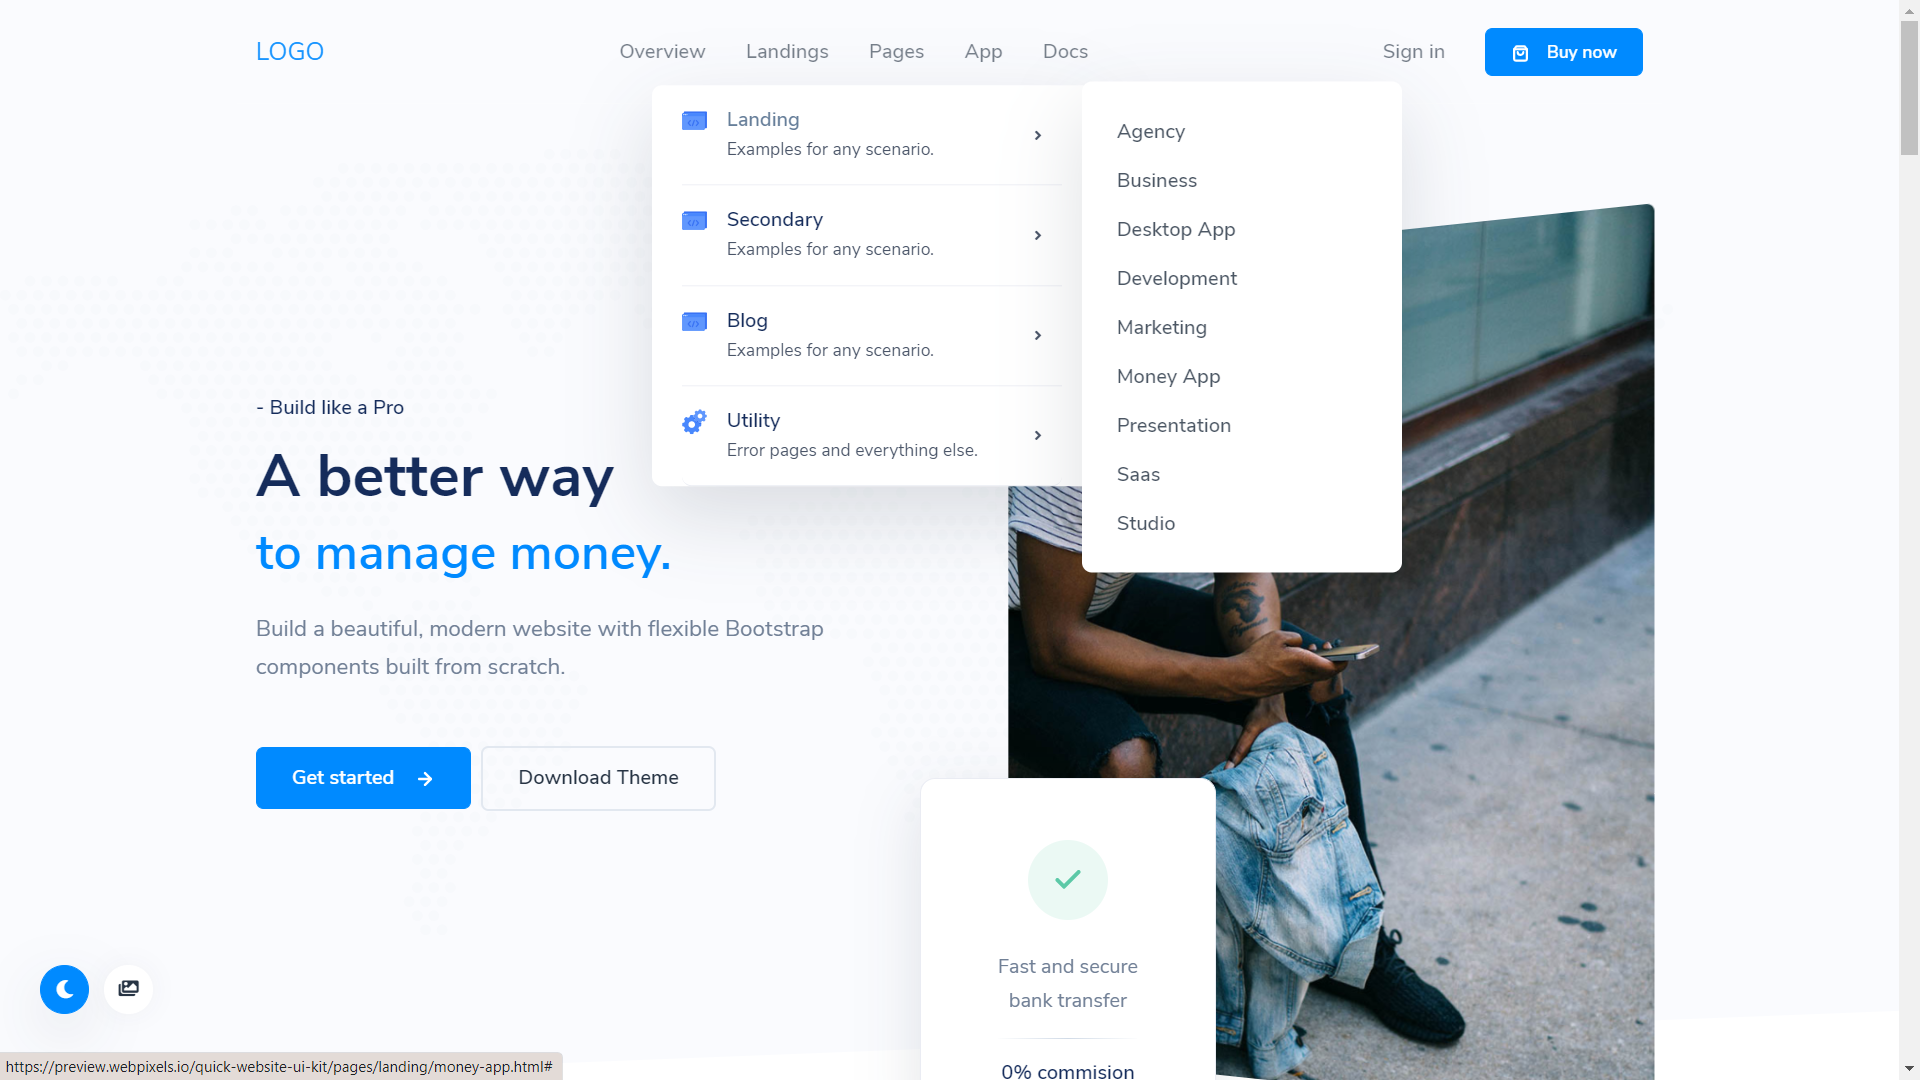 LOGO
Overview
Landings
Pages
App
Docs
Sign in
Buy now
Landing
Examples for any scenario.
Secondary
Examples for any scenario.
Blog
Examples for any scenario.
Utility
Error pages and everything else.
Agency
Business
Desktop App
Development
Marketing
Money App
Presentation
Saas
Studio
- Build like a Pro
A better way
to manage money.
Build a beautiful, modern website with flexible Bootstrap
components built from scratch.
Get started
Download Theme
Fast and secure
bank transfer
0% commision
https://preview.webpixels.io/quick-website-ui-kit/pages/landing/money-app.html#